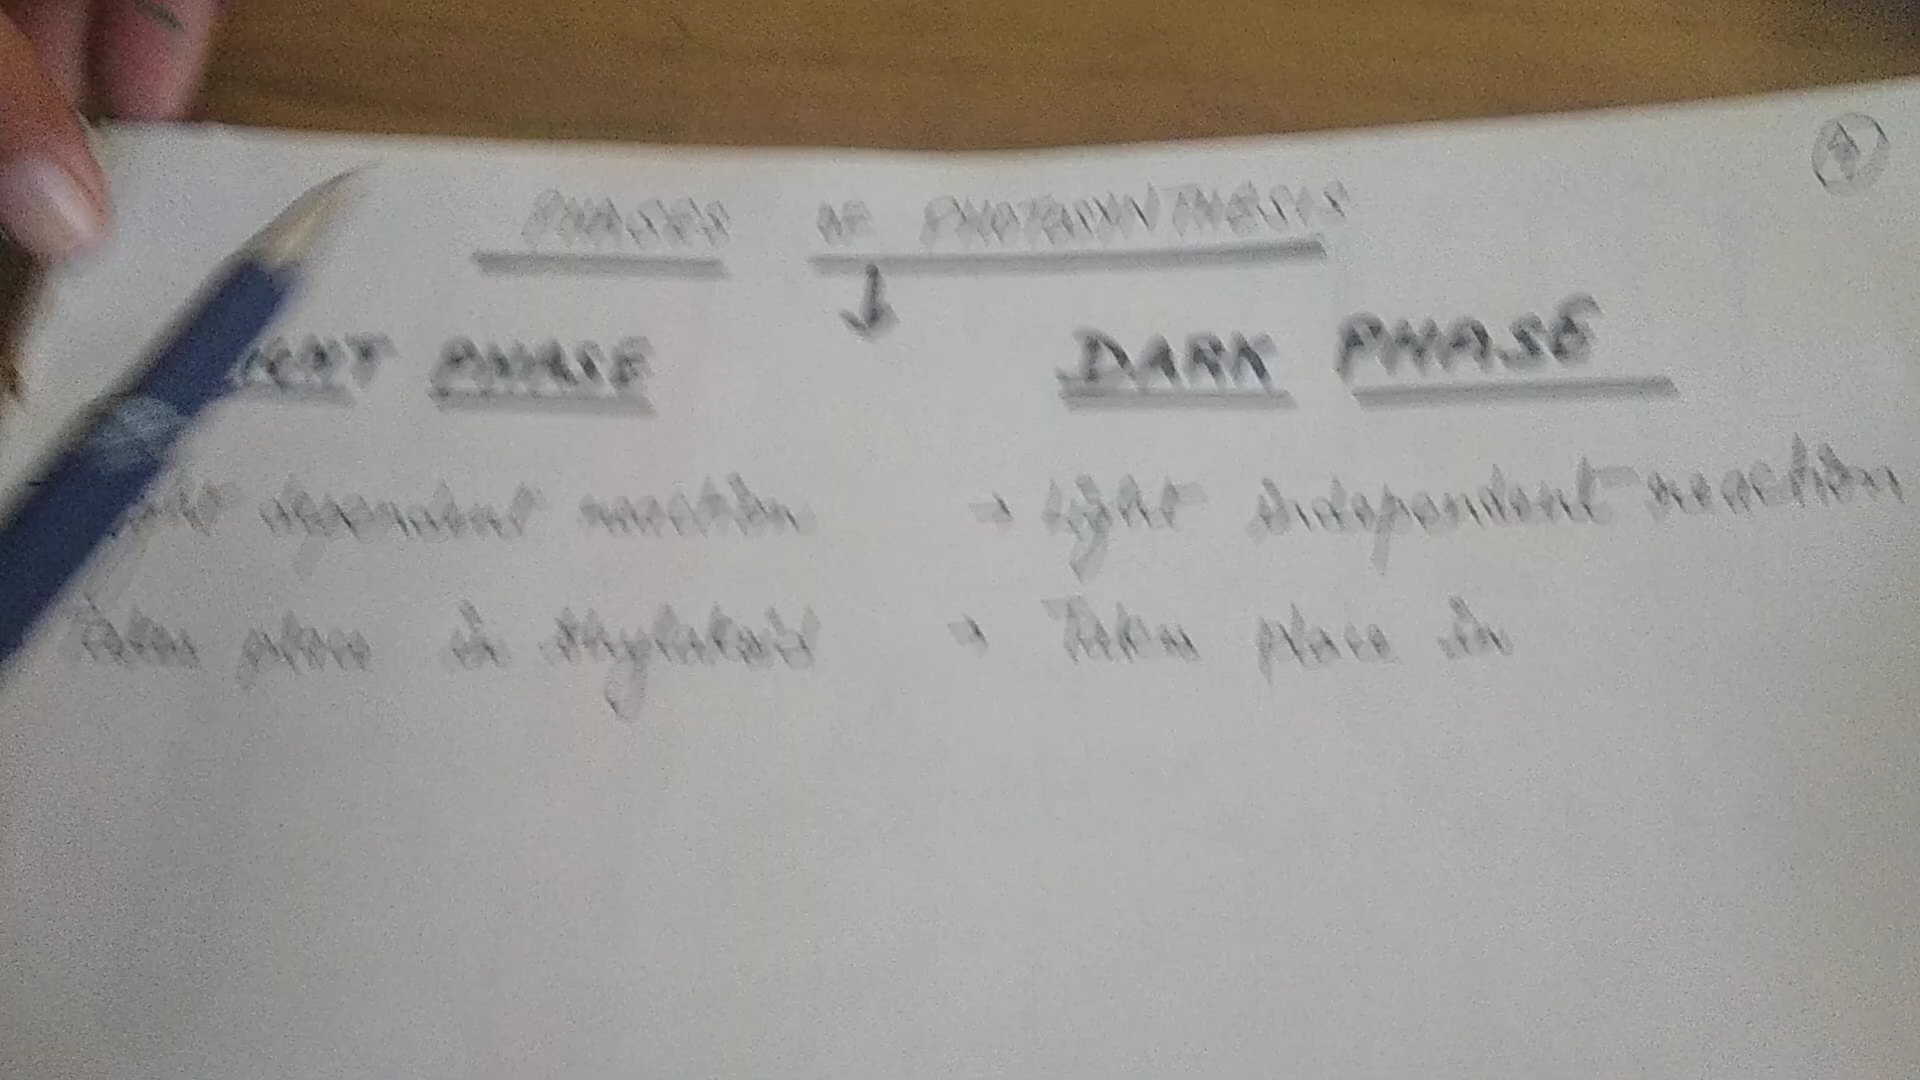 PHASES OF PHOTOSYNTHESIS
↓
PHASE DARK PHASE
dependent reaction → Light independent reaction
Takes place in thylakoid → Takes place in